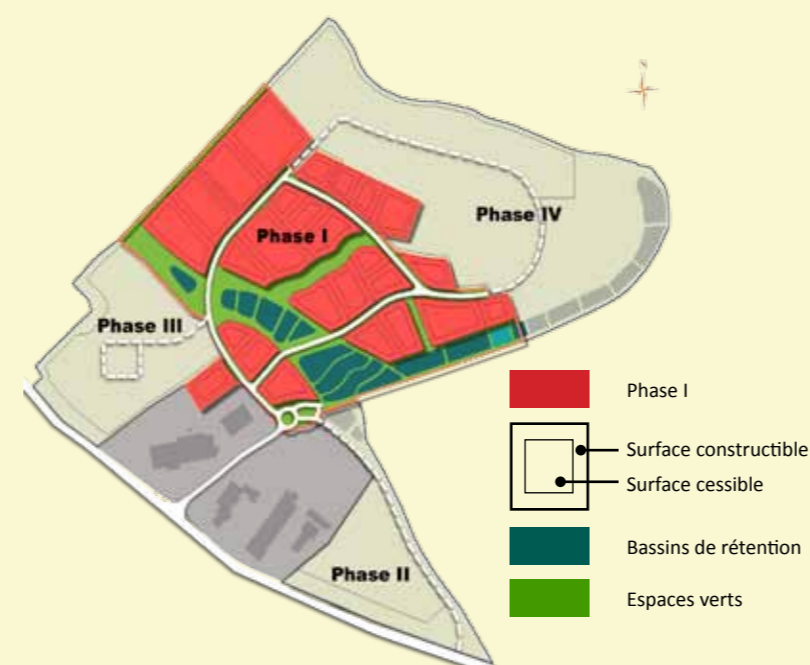 N
Phase IV
Phase I
Phase III
Phase II
Phase I
Surface constructible
Surface cessible
Bassins de rétention
Espaces verts